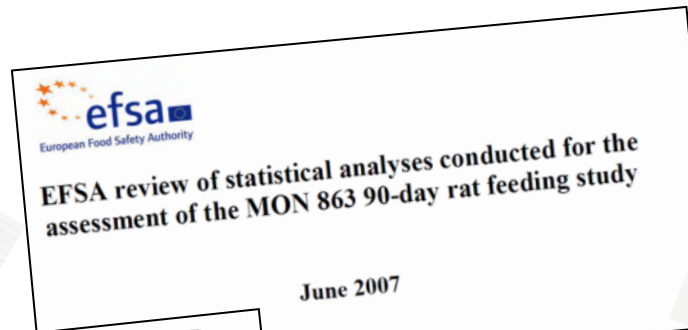 efsa
European Food Safety Authority
EFSA review of statistical analyses conducted for the
assessment of the MON 863 90-day rat feeding study
June 2007